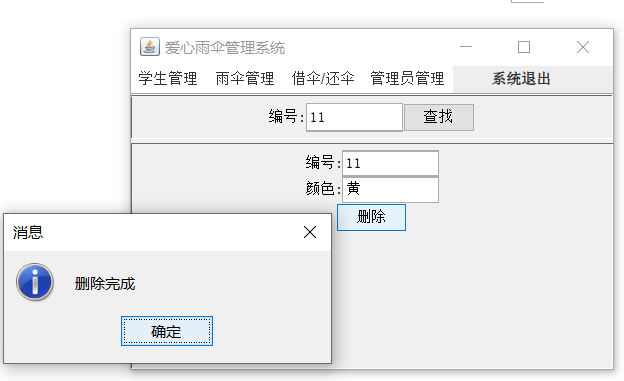 爱心雨伞管理系统
学生管理 雨伞管理 借伞/还伞 管理员管理 系统退出
编号: 11 查找
编号: 11
颜色: 黄
删除
消息
删除完成
确定